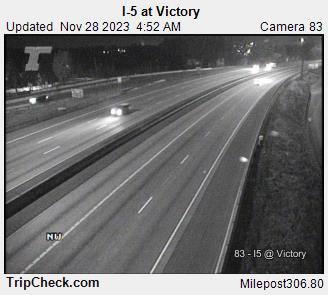 I-5 at Victory
Updated Nov 28 2023 4:52 AM Camera 83
T
NW
83 - I5 @ Victory
TripCheck.com Milepost306.80